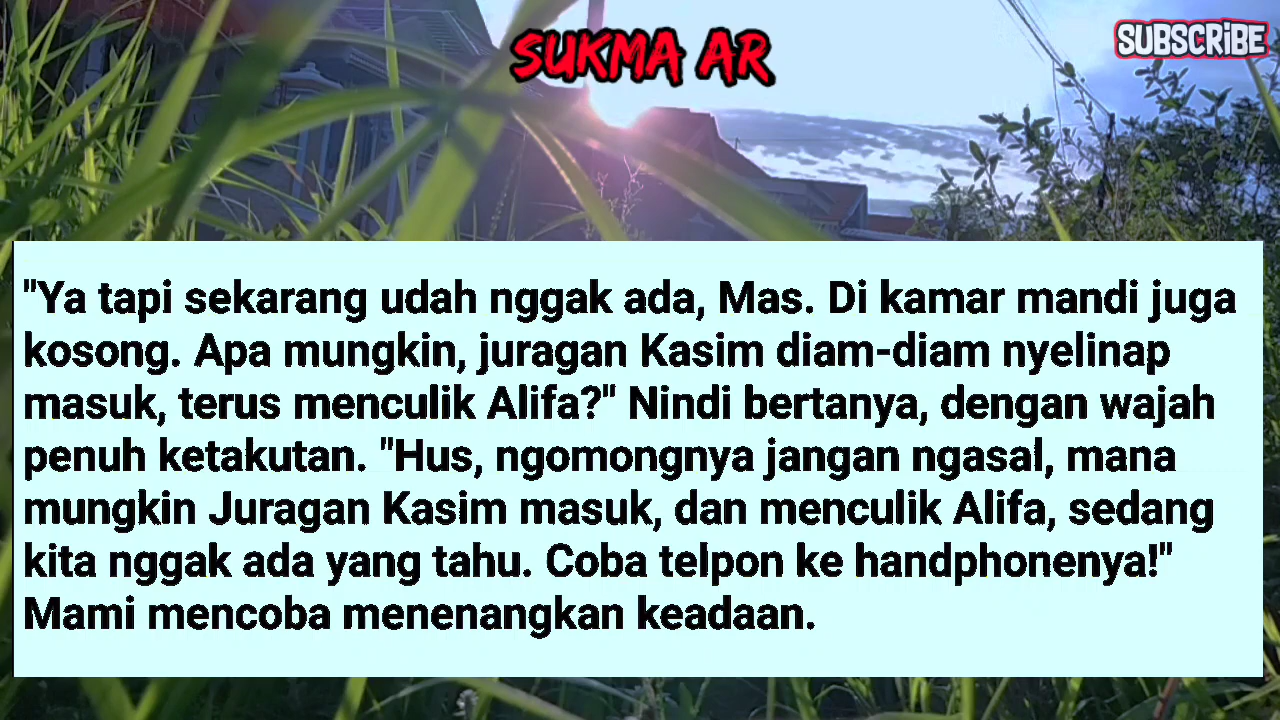 SUKMA AR
SUBSCRiBE
"Ya tapi sekarang udah nggak ada, Mas. Di kamar mandi juga
kosong. Apa mungkin, juragan Kasim diam-diam nyelinap
masuk, terus menculik Alifa?" Nindi bertanya, dengan wajah
penuh ketakutan. "Hus, ngomongnya jangan ngasal, mana
mungkin Juragan Kasim masuk, dan menculik Alifa, sedang
kita nggak ada yang tahu. Coba telpon ke handphonenya!"
Mami mencoba menenangkan keadaan.